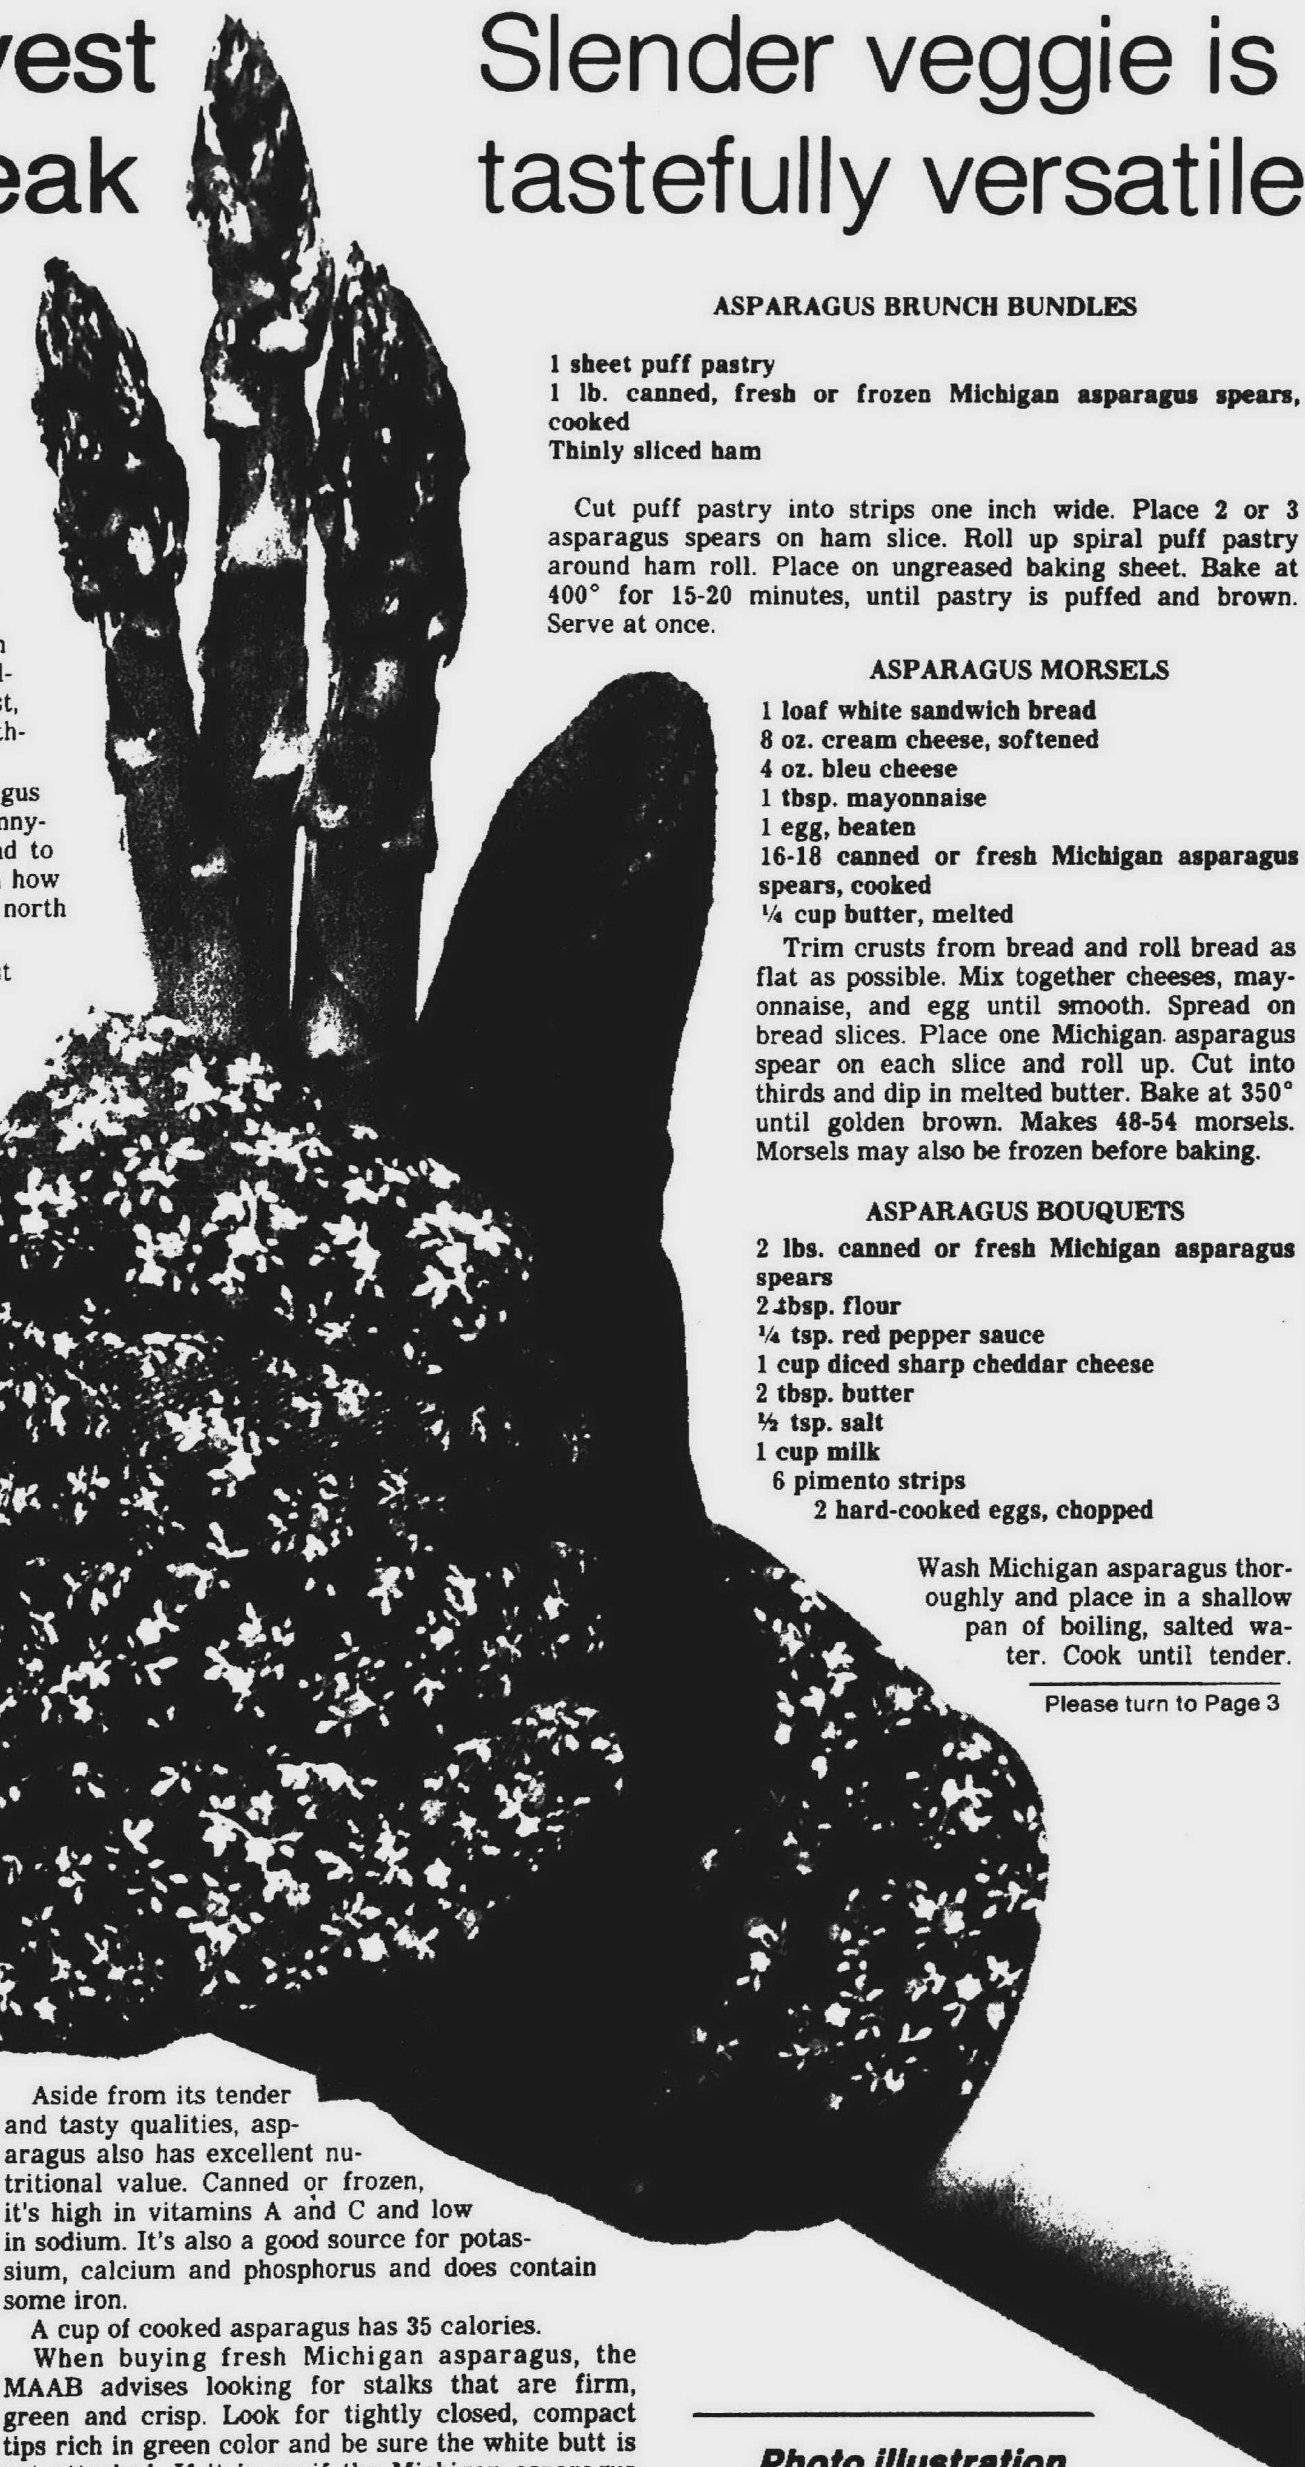 vest
eak
Slender veggie is
tastefully versatile
ASPARAGUS BRUNCH BUNDLES
1 sheet puff pastry
1 lb. canned, fresh or frozen Michigan asparagus spears,
cooked
Thinly sliced ham
Cut puff pastry into strips one inch wide. Place 2 or 3
asparagus spears on ham slice. Roll up spiral puff pastry
around ham roll. Place on ungreased baking sheet. Bake at
400° for 15-20 minutes, until pastry is puffed and brown.
Serve at once.
ASPARAGUS MORSELS
1 loaf white sandwich bread
8 oz. cream cheese, softened
4 oz. bleu cheese
1 tbsp. mayonnaise
1 egg, beaten
16-18 canned or fresh Michigan asparagus
spears, cooked
¼ cup butter, melted
Trim crusts from bread and roll bread as
flat as possible. Mix together cheeses, may-
onnaise, and egg until smooth. Spread on
bread slices. Place one Michigan asparagus
spear on each slice and roll up. Cut into
thirds and dip in melted butter. Bake at 350°
until golden brown. Makes 48-54 morsels.
Morsels may also be frozen before baking.
ASPARAGUS BOUQUETS
2 lbs. canned or fresh Michigan asparagus
spears
2 tbsp. flour
¼ tsp. red pepper sauce
1 cup diced sharp cheddar cheese
2 tbsp. butter
½ tsp. salt
1 cup milk
6 pimento strips
2 hard-cooked eggs, chopped
Wash Michigan asparagus thor-
oughly and place in a shallow
pan of boiling, salted wa-
ter. Cook until tender.
Please turn to Page 3
st,
th-
gus
nny-
nd to
how
north
Aside from its tender
and tasty qualities, asp-
aragus also has excellent nu-
tritional value. Canned or frozen,
it's high in vitamins A and C and low
in sodium. It's also a good source for potas-
sium, calcium and phosphorus and does contain
some iron.
A cup of cooked asparagus has 35 calories.
When buying fresh Michigan asparagus, the
MAAB advises looking for stalks that are firm,
green and crisp. Look for tightly closed, compact
tips rich in green color and be sure the white butt is
Photo illustration